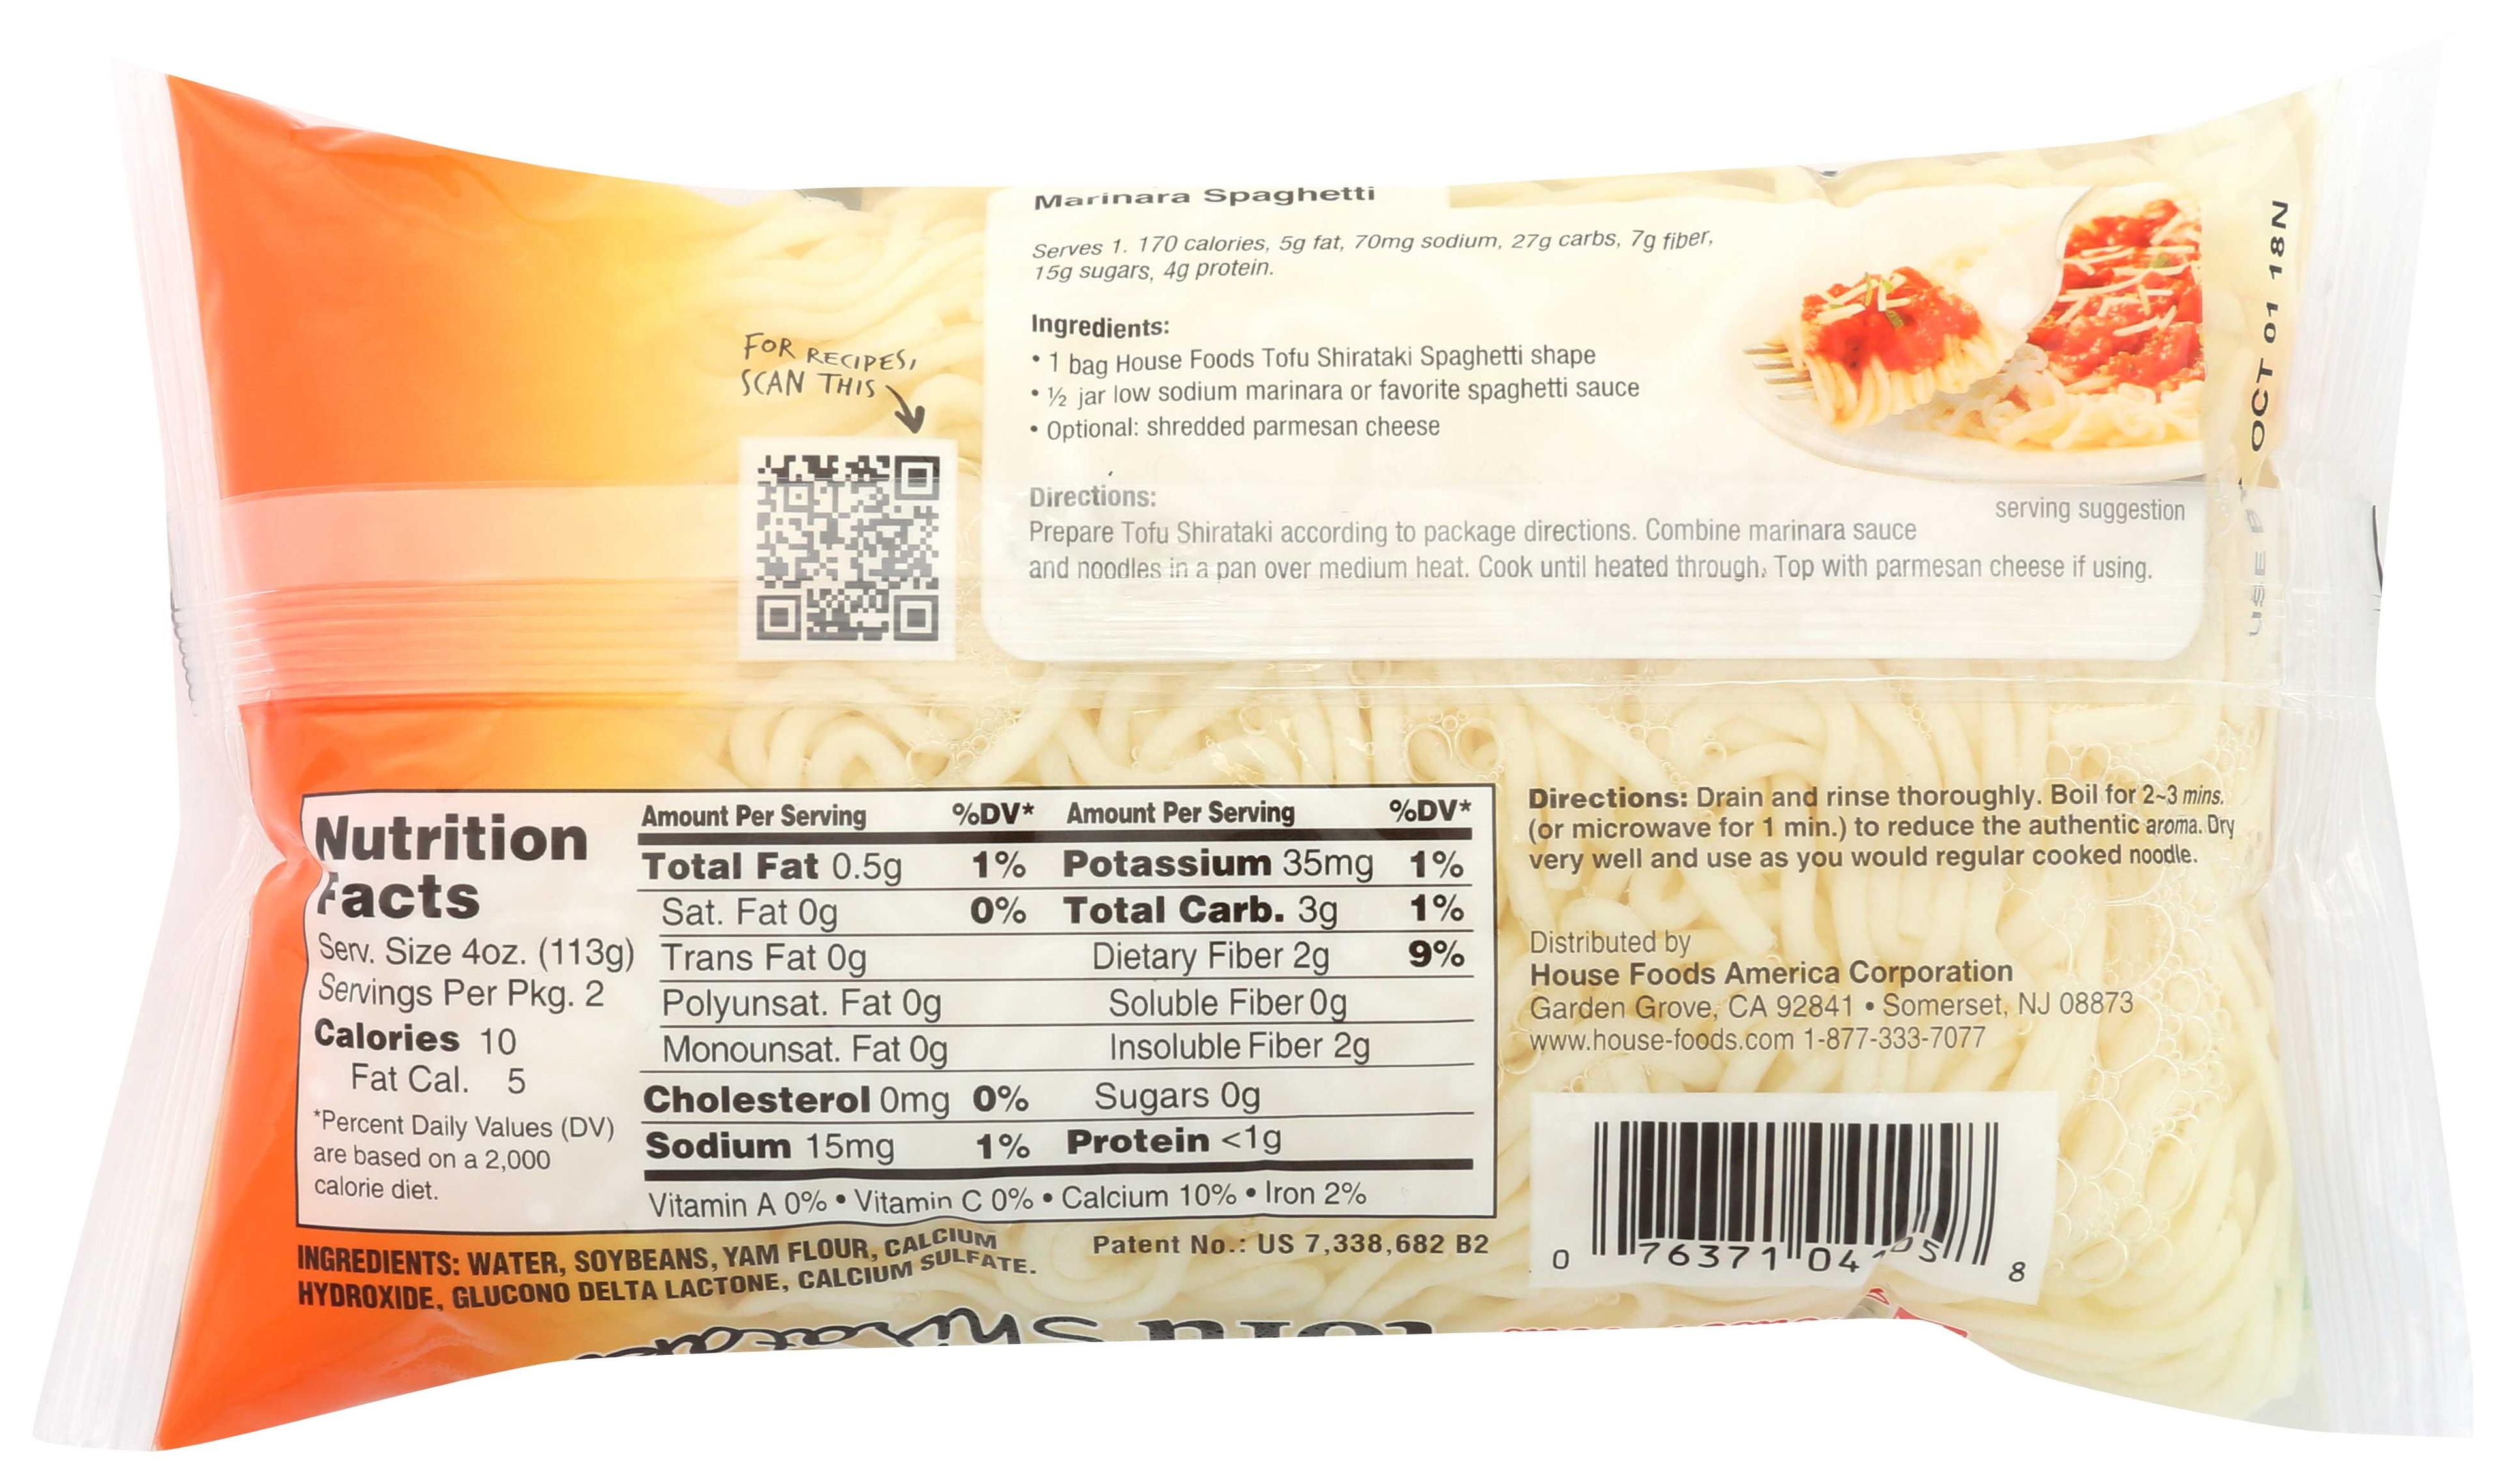 Marinara Spaghetti
Serves 1. 170 calories, 5g fat, 70mg sodium, 27g carbs, 7g fiber,
15g sugars, 4g protein.
Ingredients:
• 1 bag House Foods Tofu Shirataki Spaghetti shape
• ½ jar low sodium marinara or favorite spaghetti sauce
• Optional: shredded parmesan cheese
Directions:
Prepare Tofu Shirataki according to package directions. Combine marinara sauce
and noodles in a pan over medium heat. Cook until heated through. Top with parmesan cheese if using.
serving suggestion
FOR RECIPES,
SCAN THIS
USE BY OCT 01 18N
Nutrition
Facts
Serv. Size 4oz. (113g)
Servings Per Pkg. 2
Calories 10
Fat Cal. 5
*Percent Daily Values (DV)
are based on a 2,000
calorie diet.
Amount Per Serving %DV* Amount Per Serving %DV*
Total Fat 0.5g 1% Potassium 35mg 1%
Sat. Fat 0g 0% Total Carb. 3g 1%
Trans Fat 0g Dietary Fiber 2g 9%
Polyunsat. Fat 0g Soluble Fiber 0g
Monounsat. Fat 0g Insoluble Fiber 2g
Cholesterol 0mg 0% Sugars 0g
Sodium 15mg 1% Protein <1g
Vitamin A 0% • Vitamin C 0% • Calcium 10% • Iron 2%
INGREDIENTS: WATER, SOYBEANS, YAM FLOUR, CALCIUM
HYDROXIDE, GLUCONO DELTA LACTONE, CALCIUM SULFATE.
Patent No.: US 7,338,682 B2
Directions: Drain and rinse thoroughly. Boil for 2~3 mins.
(or microwave for 1 min.) to reduce the authentic aroma. Dry
very well and use as you would regular cooked noodle.
Distributed by
House Foods America Corporation
Garden Grove, CA 92841 • Somerset, NJ 08873
www.house-foods.com 1-877-333-7077
0 76371 8